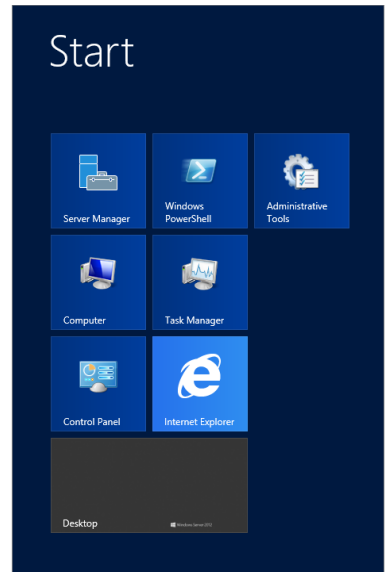 Start
Server Manager
Windows
PowerShell
Administrative
Tools
Computer
Task Manager
Control Panel
Internet Explorer
Desktop
Windows Server 2012